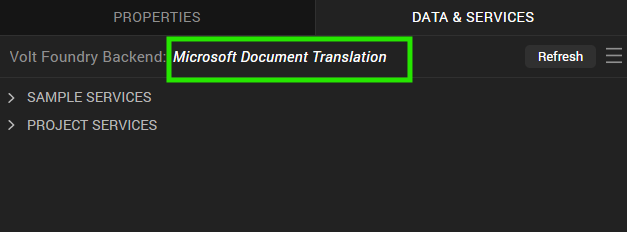 PROPERTIES DATA & SERVICES
Volt Foundry Backend: Microsoft Document Translation Refresh
SAMPLE SERVICES
PROJECT SERVICES